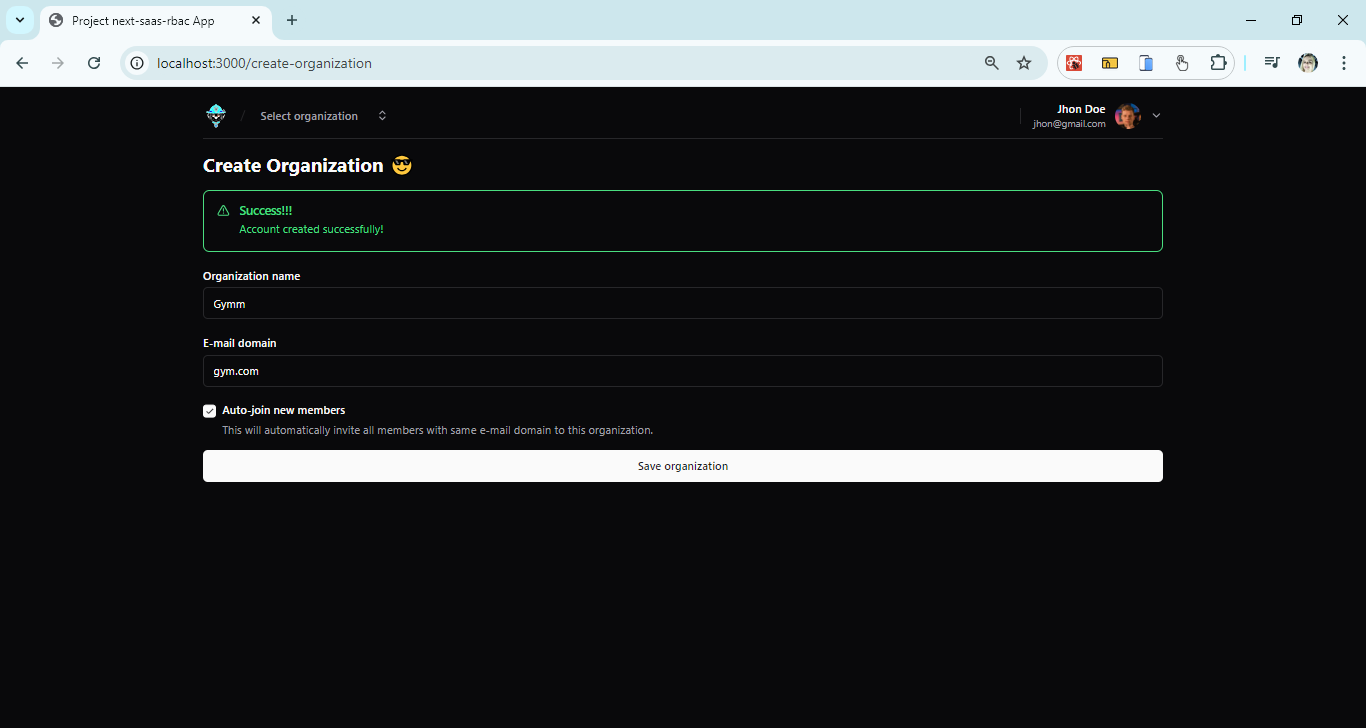 Project next-saas-rbac App
localhost:3000/create-organization
Select organization
Jhon Doe
jhon@gmail.com
Create Organization 😎
Success!!!
Account created successfully!
Organization name
Gymm
E-mail domain
gym.com
Auto-join new members
This will automatically invite all members with same e-mail domain to this organization.
Save organization